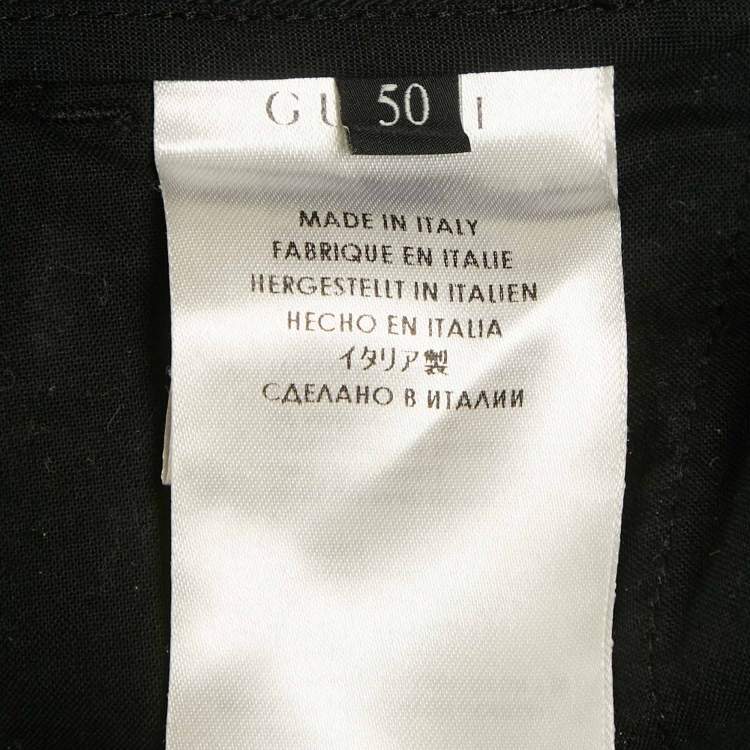 GU I
50
MADE IN ITALY
FABRIQUE EN ITALIE
HERGESTELLT IN ITALIEN
HECHO EN ITALIA
イタリア製
СДЕЛАНО В ИТАЛИИ